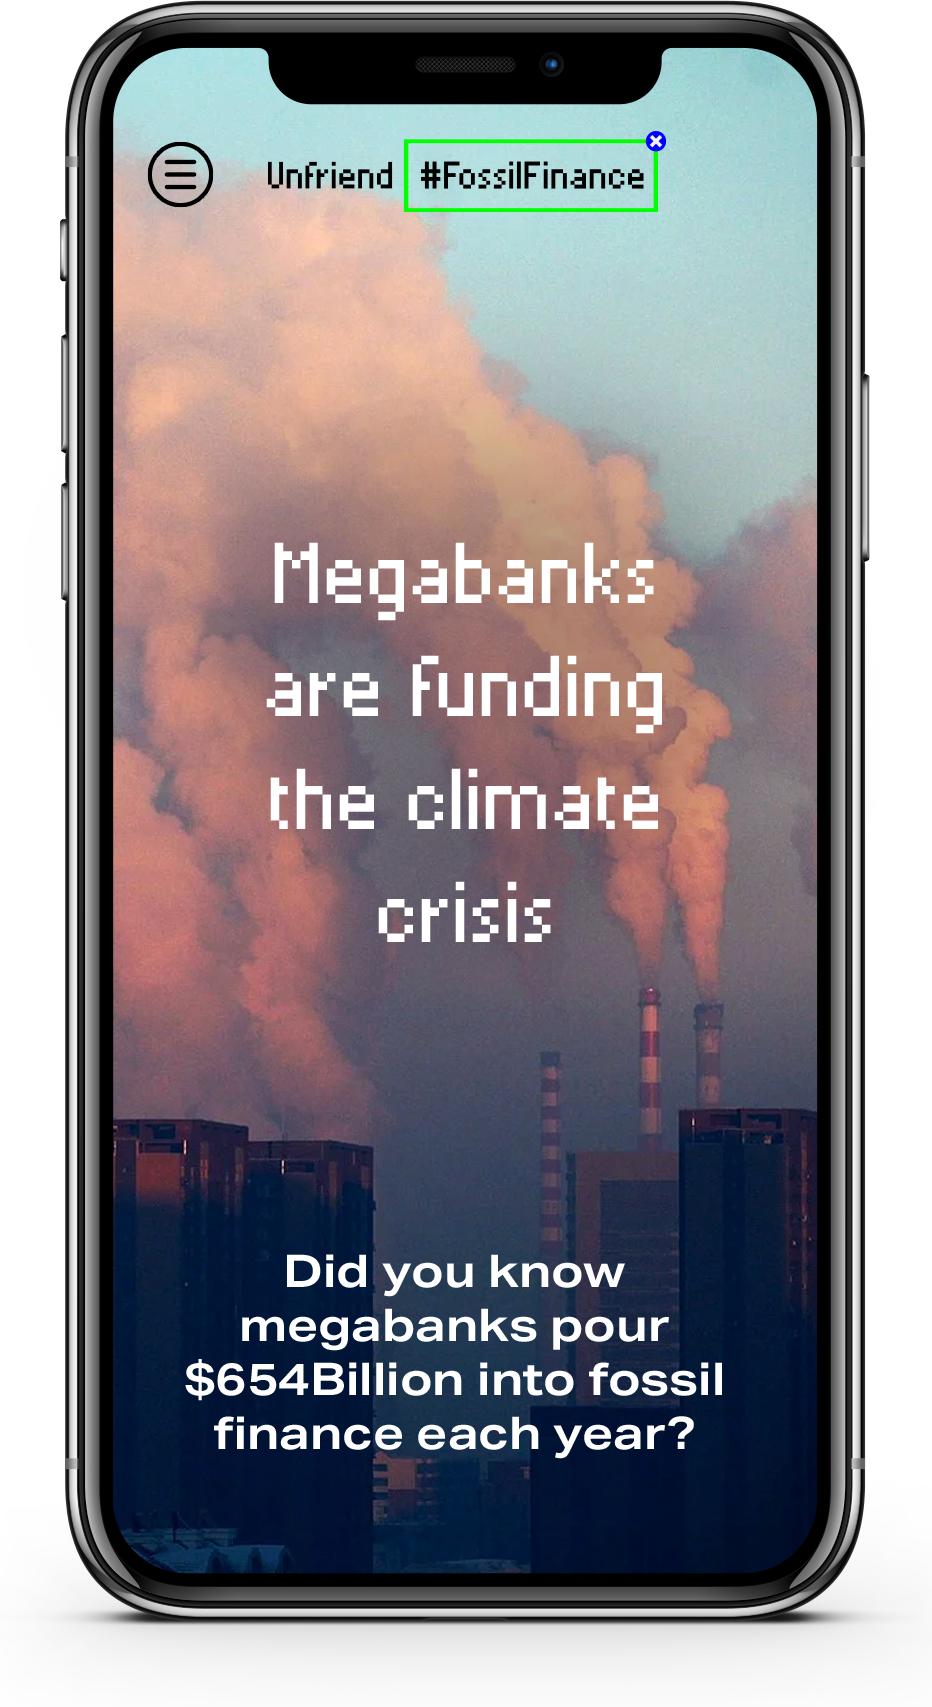 Unfriend #FossilFinance
Megabanks
are funding
the climate
crisis
Did you know
megabanks pour
$654Billion into fossil
finance each year?